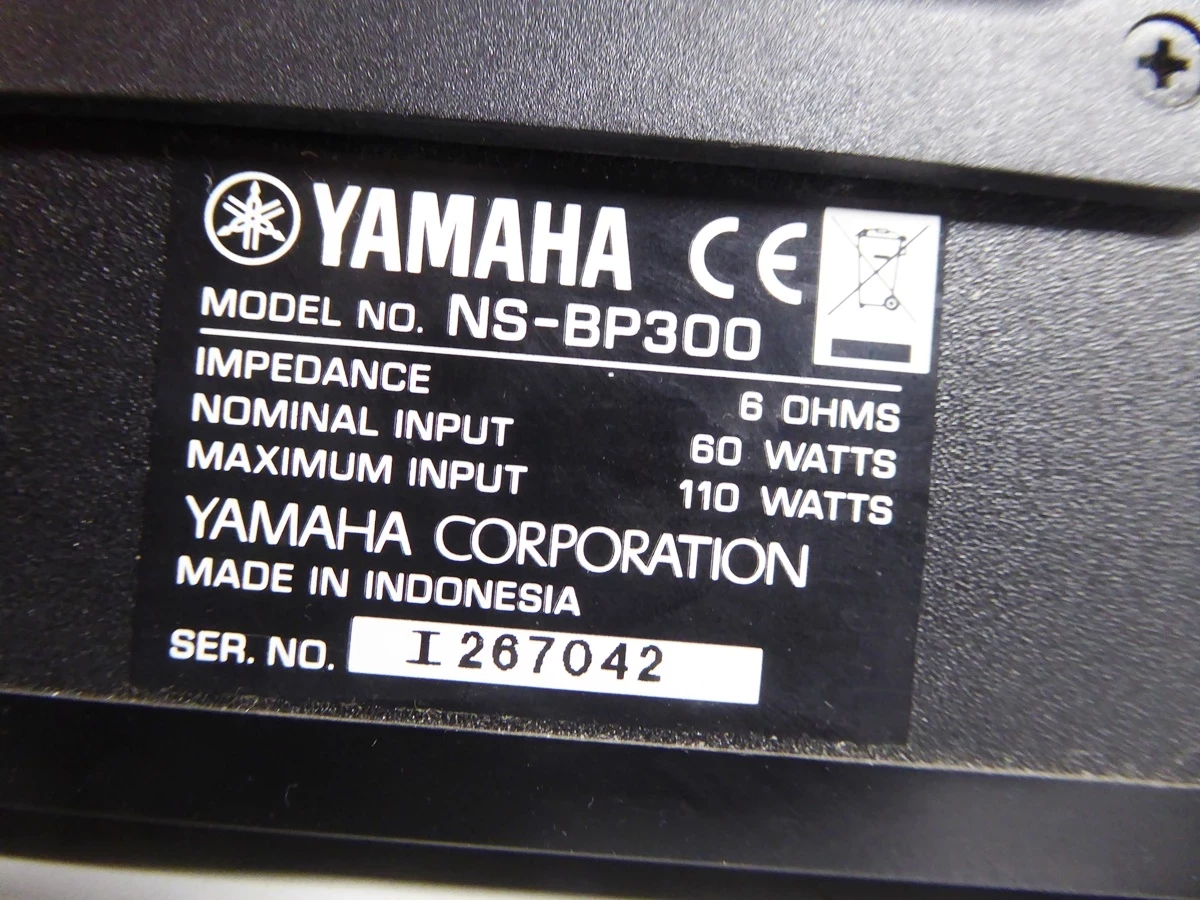 YAMAHA CE
MODEL NO. NS-BP300
IMPEDANCE 6 OHMS
NOMINAL INPUT 60 WATTS
MAXIMUM INPUT 110 WATTS
YAMAHA CORPORATION
MADE IN INDONESIA
SER. NO. I267042